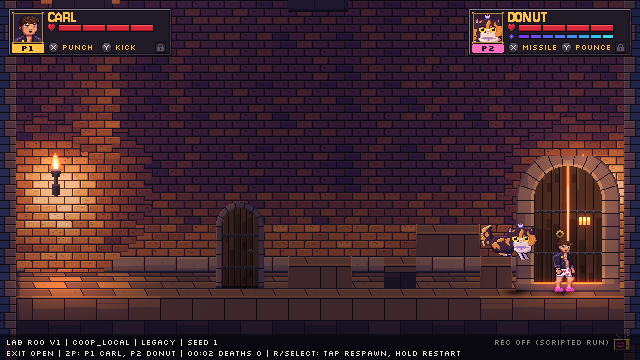 CARL
P1
X PUNCH Y KICK
DONUT
P2
X MISSILE Y POUNCE
LAB ROO V1 | COOP_LOCAL | LEGACY | SEED 1
REC OFF (SCRIPTED RUN)
EXIT OPEN | 2P: P1 CARL, P2 DONUT | 00:02 DEATHS 0 | R/SELECT: TAP RESPAWN, HOLD RESTART